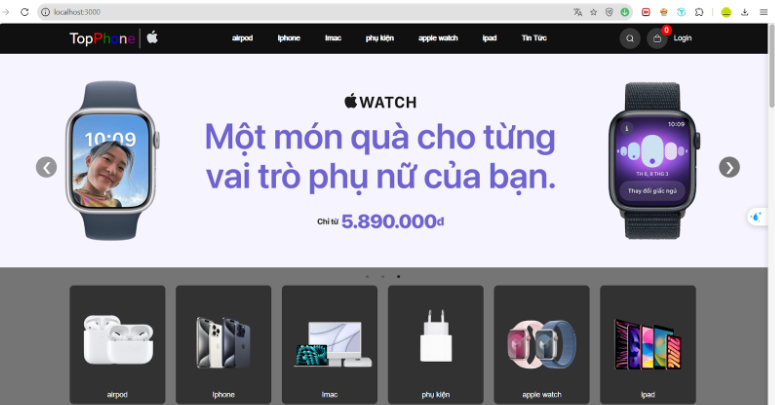 localhost:3000
TopPhone
airpod Iphone Imac phụ kiện apple watch Ipad Tin Tức
0
Login
WATCH
10:09
Một món quà cho từng
vai trò phụ nữ của bạn.
Chỉ từ 5.890.000đ
10:09
TH 6, 8 THG 3
Thay đổi giấc ngủ
airpod Iphone Imac phụ kiện apple watch Ipad